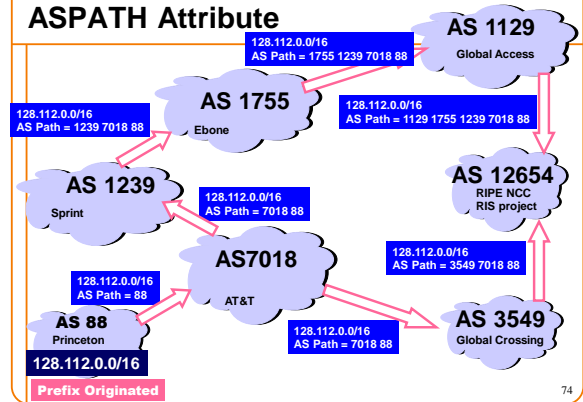 ASPATH Attribute
AS 1129
Global Access
128.112.0.0/16
AS Path = 1755 1239 7018 88
AS 1755
Ebone
128.112.0.0/16
AS Path = 1239 7018 88
128.112.0.0/16
AS Path = 1129 1755 1239 7018 88
AS 1239
Sprint
128.112.0.0/16
AS Path = 7018 88
AS 12654
RIPE NCC
RIS project
AS7018
AT&T
128.112.0.0/16
AS Path = 3549 7018 88
128.112.0.0/16
AS Path = 88
AS 88
Princeton
128.112.0.0/16
128.112.0.0/16
AS Path = 7018 88
AS 3549
Global Crossing
Prefix Originated
74